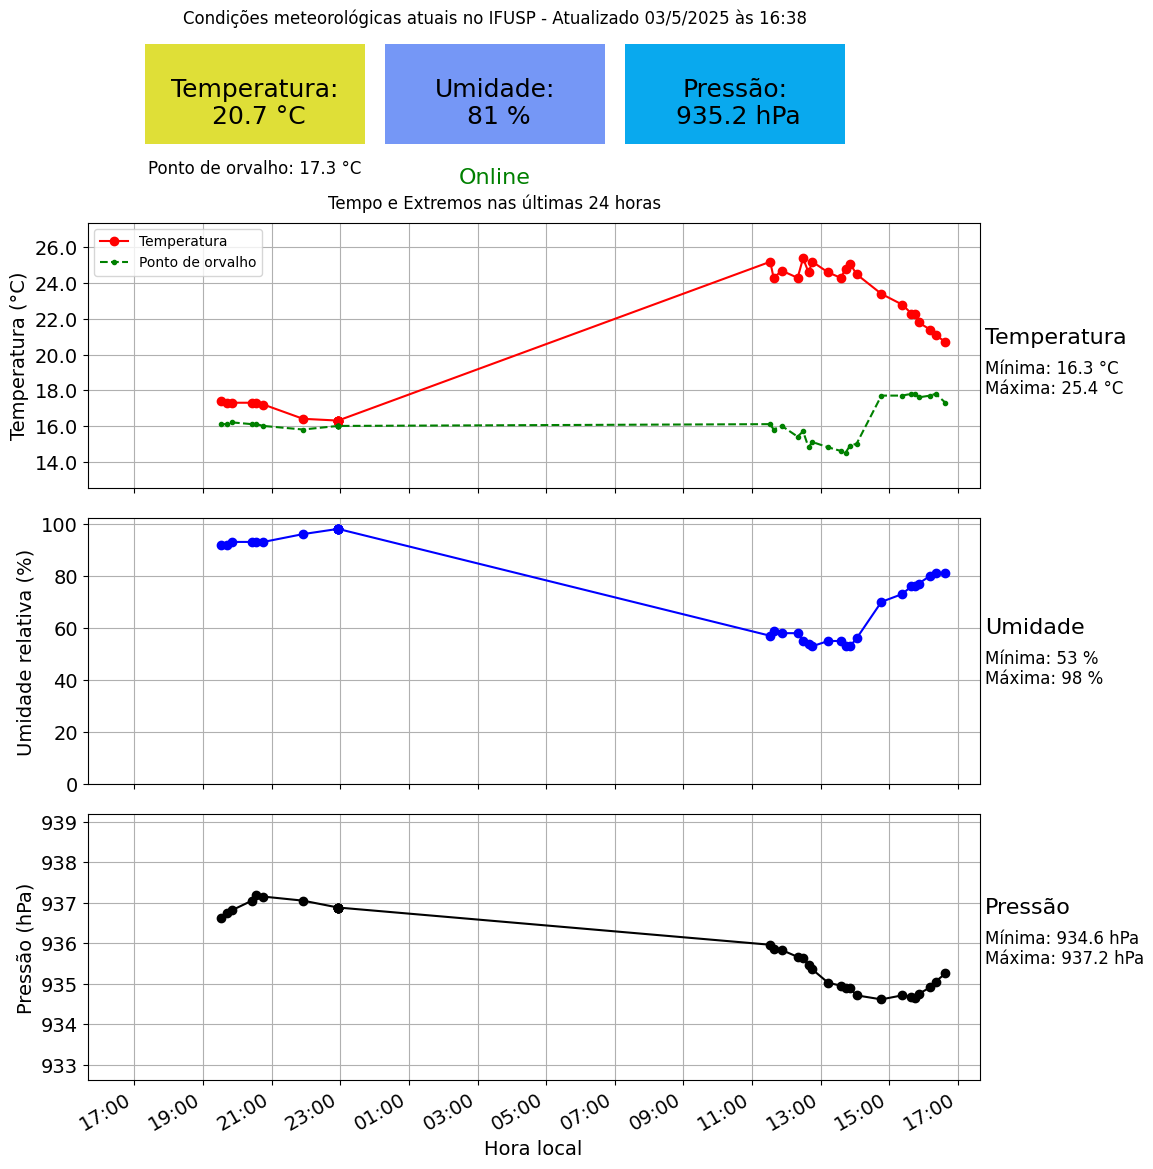 Condições meteorológicas atuais no IFUSP - Atualizado 03/5/2025 às 16:38
Temperatura:
20.7 °C
Umidade:
81 %
Pressão:
935.2 hPa
Ponto de orvalho: 17.3 °C
Online
Tempo e Extremos nas últimas 24 horas
Temperatura
Ponto de orvalho
Temperatura (°C)
26.0
24.0
22.0
20.0
18.0
16.0
14.0
Temperatura
Mínima: 16.3 °C
Máxima: 25.4 °C
Umidade relativa (%)
100
80
60
40
20
0
Umidade
Mínima: 53 %
Máxima: 98 %
Pressão (hPa)
939
938
937
936
935
934
933
Pressão
Mínima: 934.6 hPa
Máxima: 937.2 hPa
17:00 19:00 21:00 23:00 01:00 03:00 05:00 07:00 09:00 11:00 13:00 15:00 17:00
Hora local